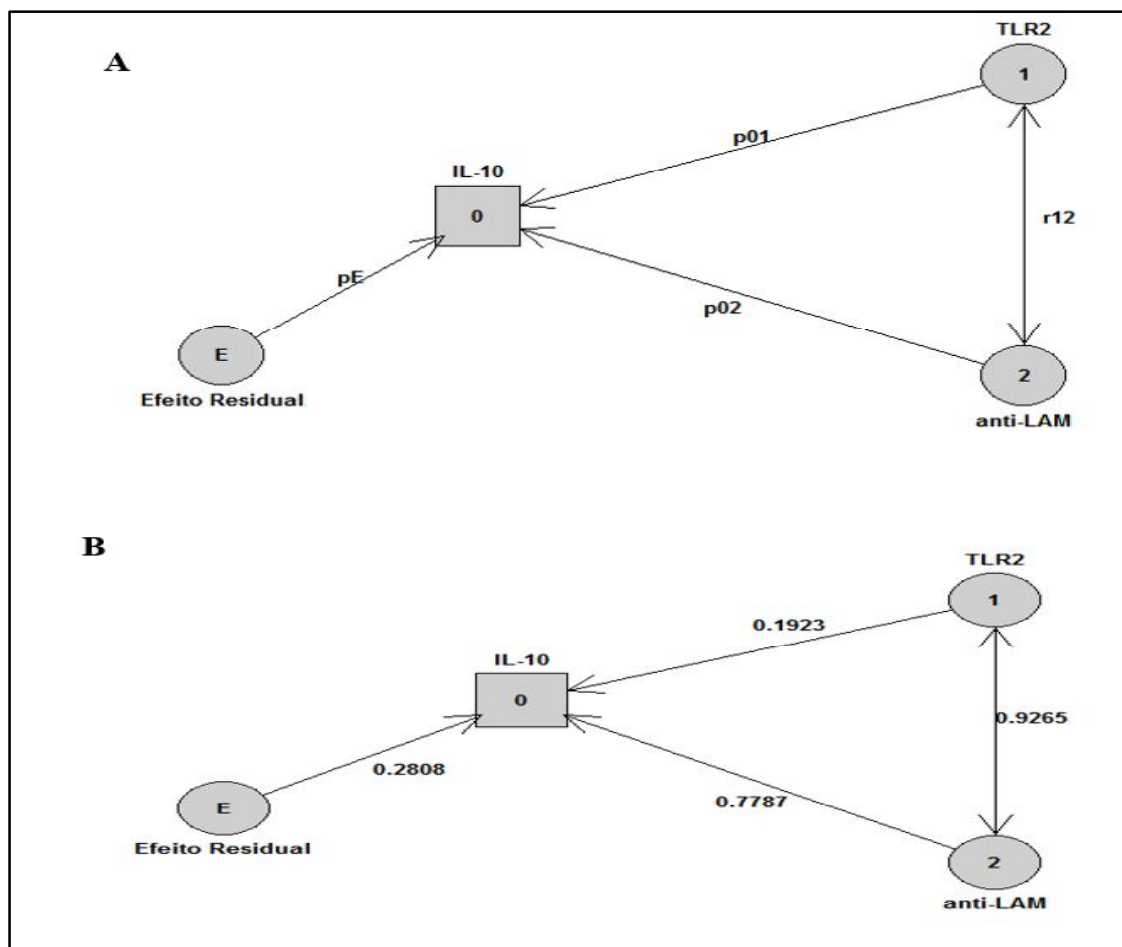 A
TLR2
1
p01
IL-10
0
r12
pE
p02
E
2
Efeito Residual
anti-LAM
B
TLR2
1
0.1923
IL-10
0
0.9265
0.2808
0.7787
E
Efeito Residual
2
anti-LAM